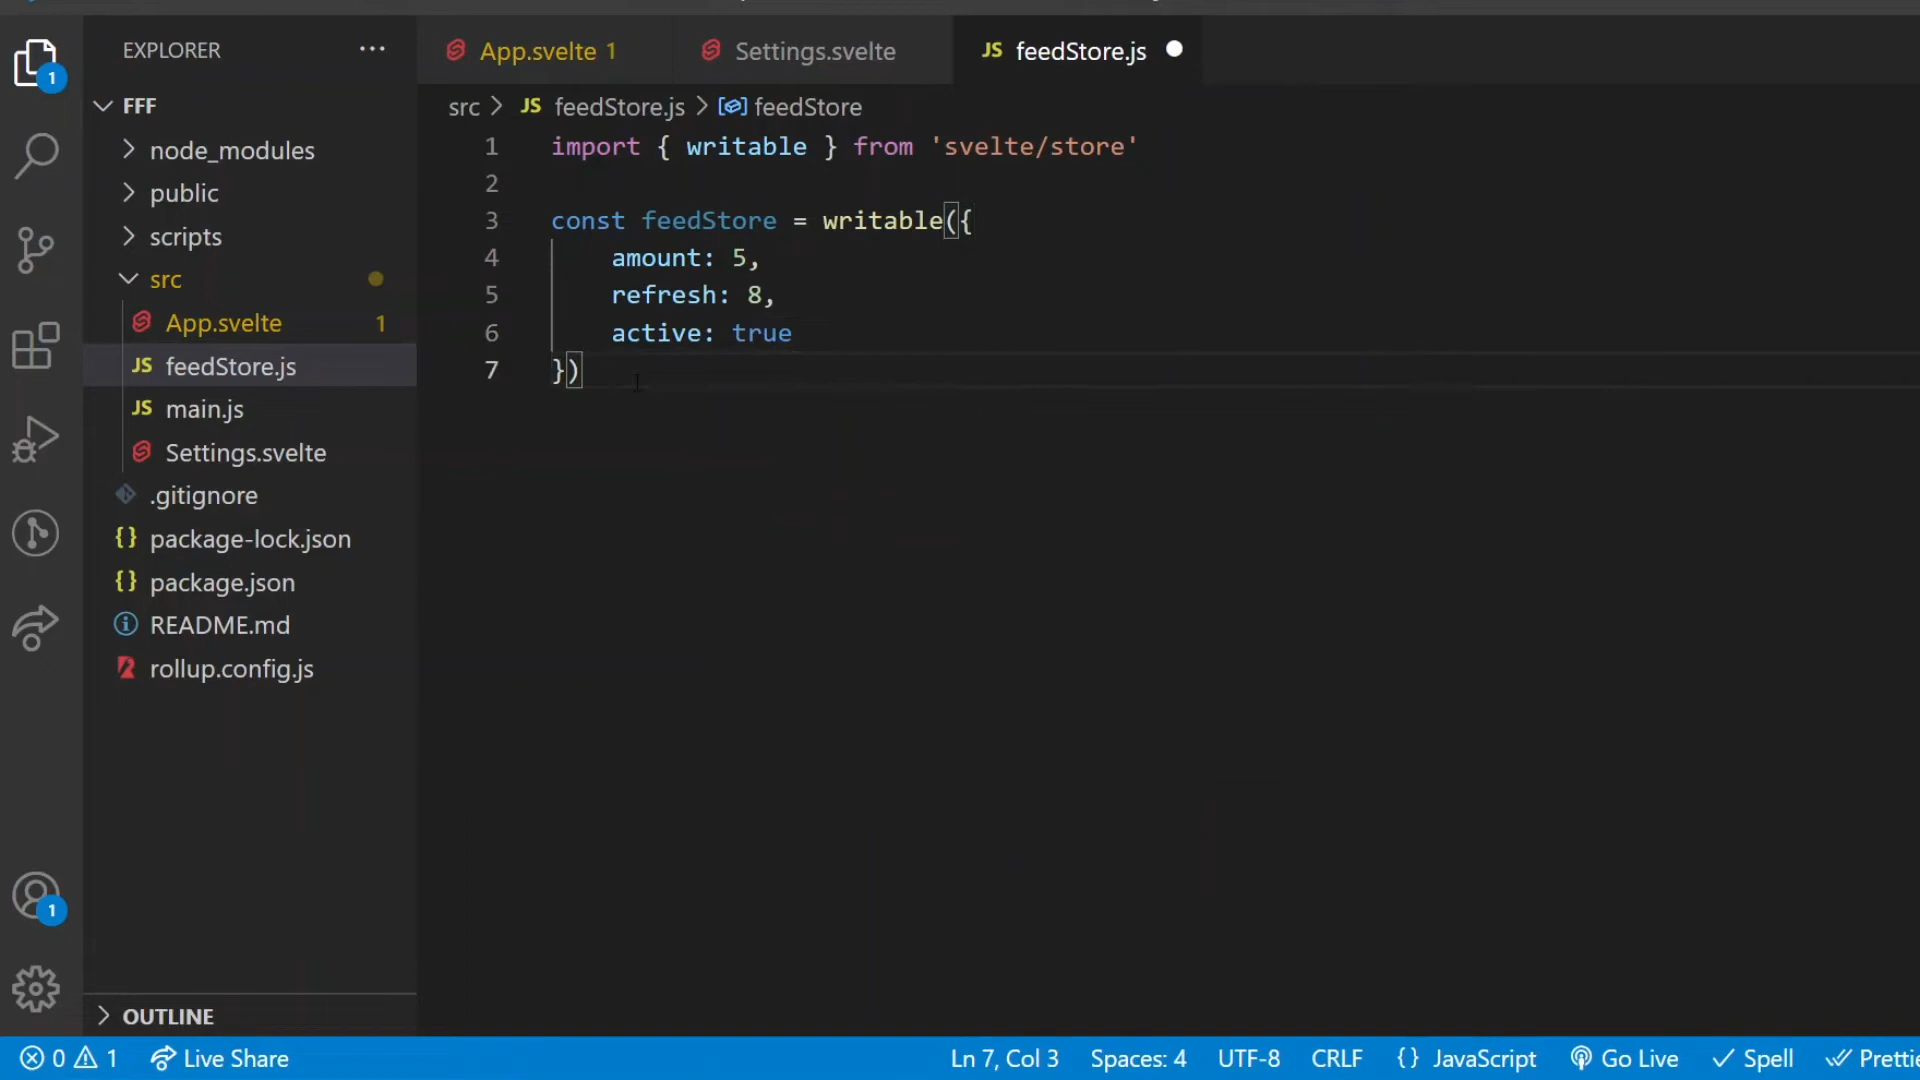 EXPLORER
FFF
node_modules
public
scripts
src
App.svelte 1
JS feedStore.js
JS main.js
Settings.svelte
.gitignore
{} package-lock.json
{} package.json
README.md
rollup.config.js
OUTLINE
1
1
App.svelte 1
Settings.svelte
JS feedStore.js
src > JS feedStore.js > feedStore
1 import { writable } from 'svelte/store'
2
3 const feedStore = writable({
4 amount: 5,
5 refresh: 8,
6 active: true
7 })
0 1 Live Share
Ln 7, Col 3 Spaces: 4 UTF-8 CRLF {} JavaScript Go Live Spell